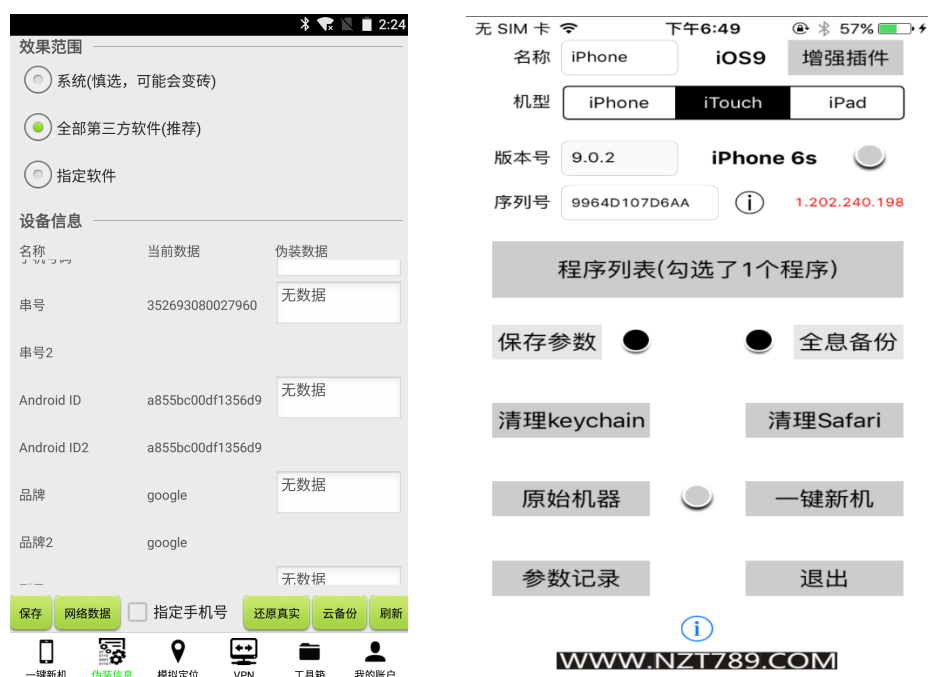 2:24
效果范围
系统(慎选，可能会变砖)
全部第三方软件(推荐)
指定软件
设备信息
名称 当前数据 伪装数据
串号 352693080027960 无数据
串号2
Android ID a855bc00df1356d9 无数据
Android ID2 a855bc00df1356d9
品牌 google 无数据
品牌2 google
无数据
保存 网络数据 指定手机号 还原真实 云备份 刷新
一键新机 伪装信息 模拟定位 VPN 工具箱 我的账户
无 SIM 卡 下午6:49 57%
名称 iPhone iOS9 增强插件
机型 iPhone iTouch iPad
版本号 9.0.2 iPhone 6s
序列号 9964D107D6AA 1.202.240.198
程序列表(勾选了1个程序)
保存参数 全息备份
清理keychain 清理Safari
原始机器 一键新机
参数记录 退出
WWW.NZT789.COM